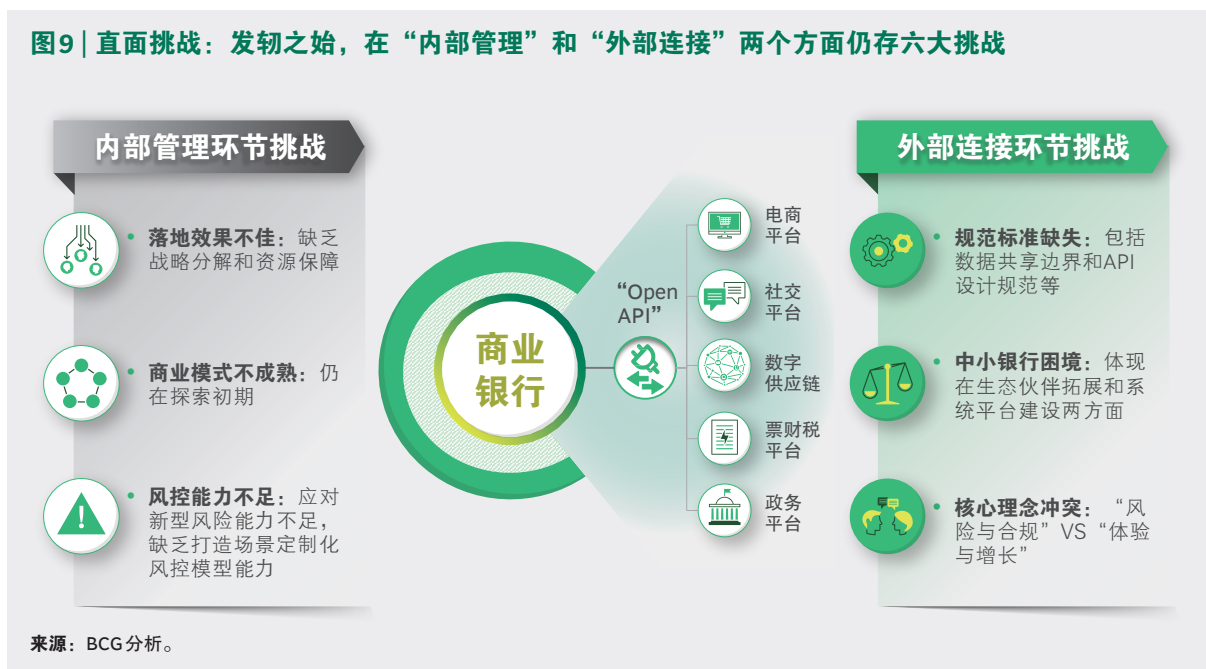 图9 | 直面挑战：发轫之始，在“内部管理”和“外部连接”两个方面仍存六大挑战
内部管理环节挑战
• 落地效果不佳：缺乏
战略分解和资源保障
• 商业模式不成熟：仍
在探索初期
• 风控能力不足：应对
新型风险能力不足，
缺乏打造场景定制化
风控模型能力
商业
银行
“Open
API”
电商
平台
社交
平台
数字
供应链
票财税
平台
政务
平台
外部连接环节挑战
• 规范标准缺失：包括
数据共享边界和API
设计规范等
• 中小银行困境：体现
在生态伙伴拓展和系
统平台建设两方面
• 核心理念冲突：“风
险与合规”VS“体验
与增长”
来源：BCG分析。